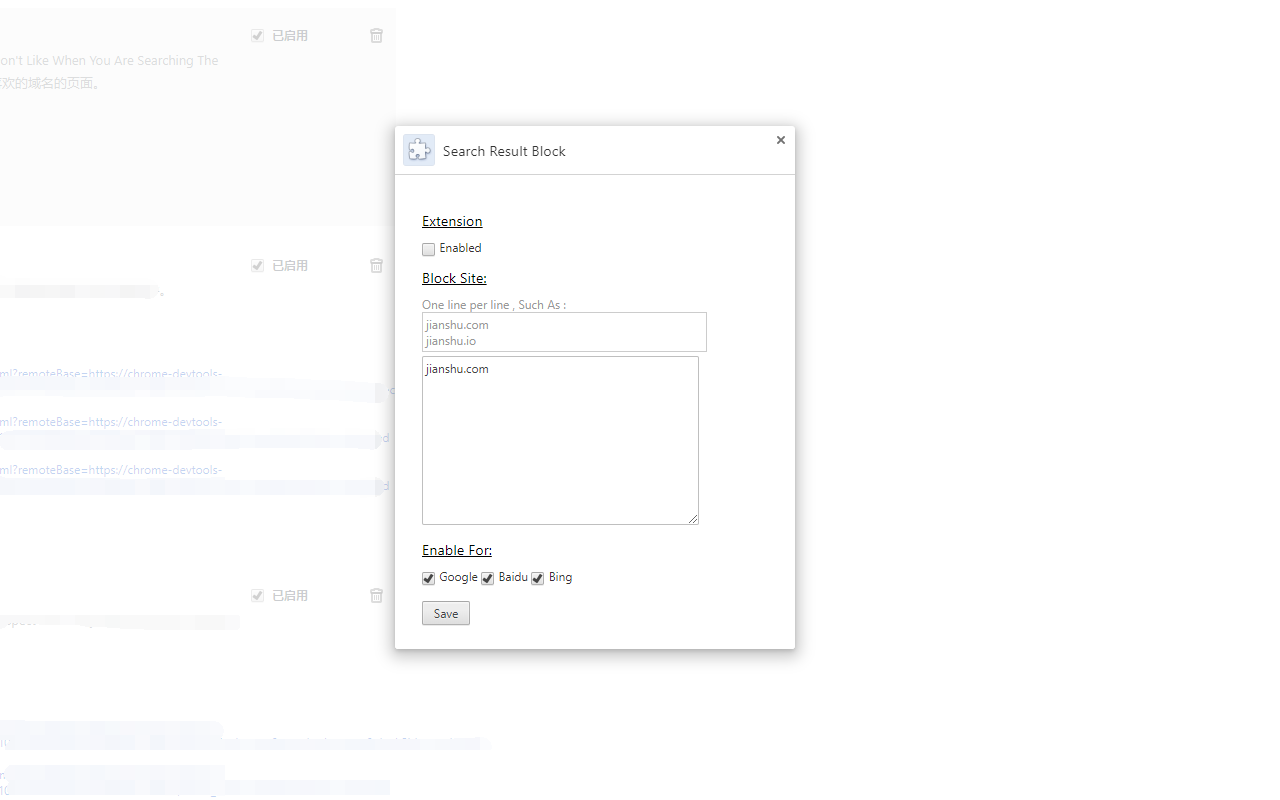 已启用
on't Like When You Are Searching The
欢的域名的页面。
Search Result Block
×
Extension
Enabled
已启用
Block Site:
One line per line , Such As :
jianshu.com
jianshu.io
jianshu.com
ml?remoteBase=https://chrome-devtools-
ml?remoteBase=https://chrome-devtools-
d
ml?remoteBase=https://chrome-devtools-
d
Enable For:
Google Baidu Bing
已启用
Save